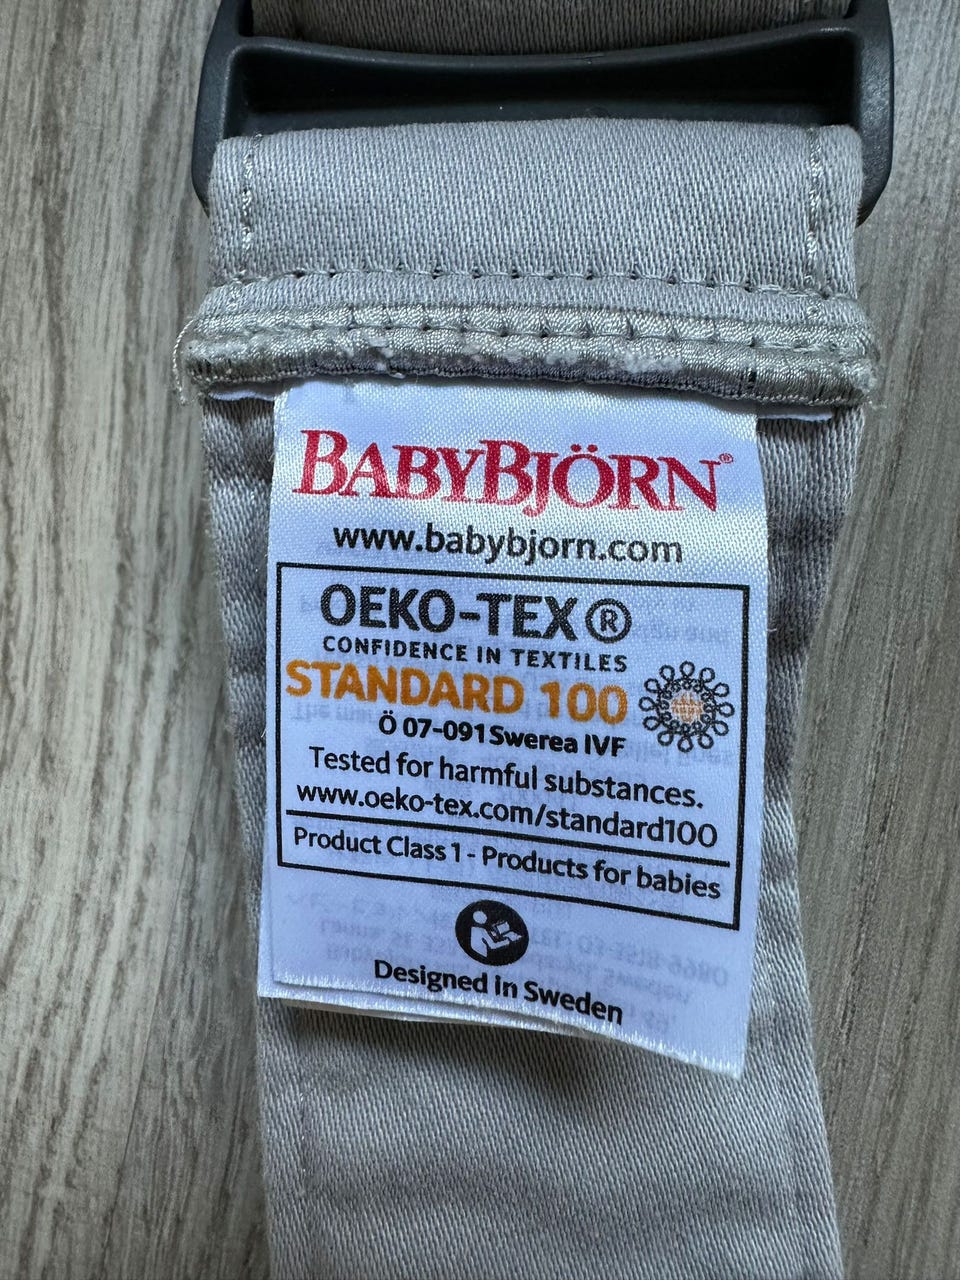 BABYBJÖRN®
www.babybjorn.com
OEKO-TEX®
CONFIDENCE IN TEXTILES
STANDARD 100
Ö 07-091 Swerea IVF
Tested for harmful substances.
www.oeko-tex.com/standard100
Product Class 1 - Products for babies
Designed in Sweden